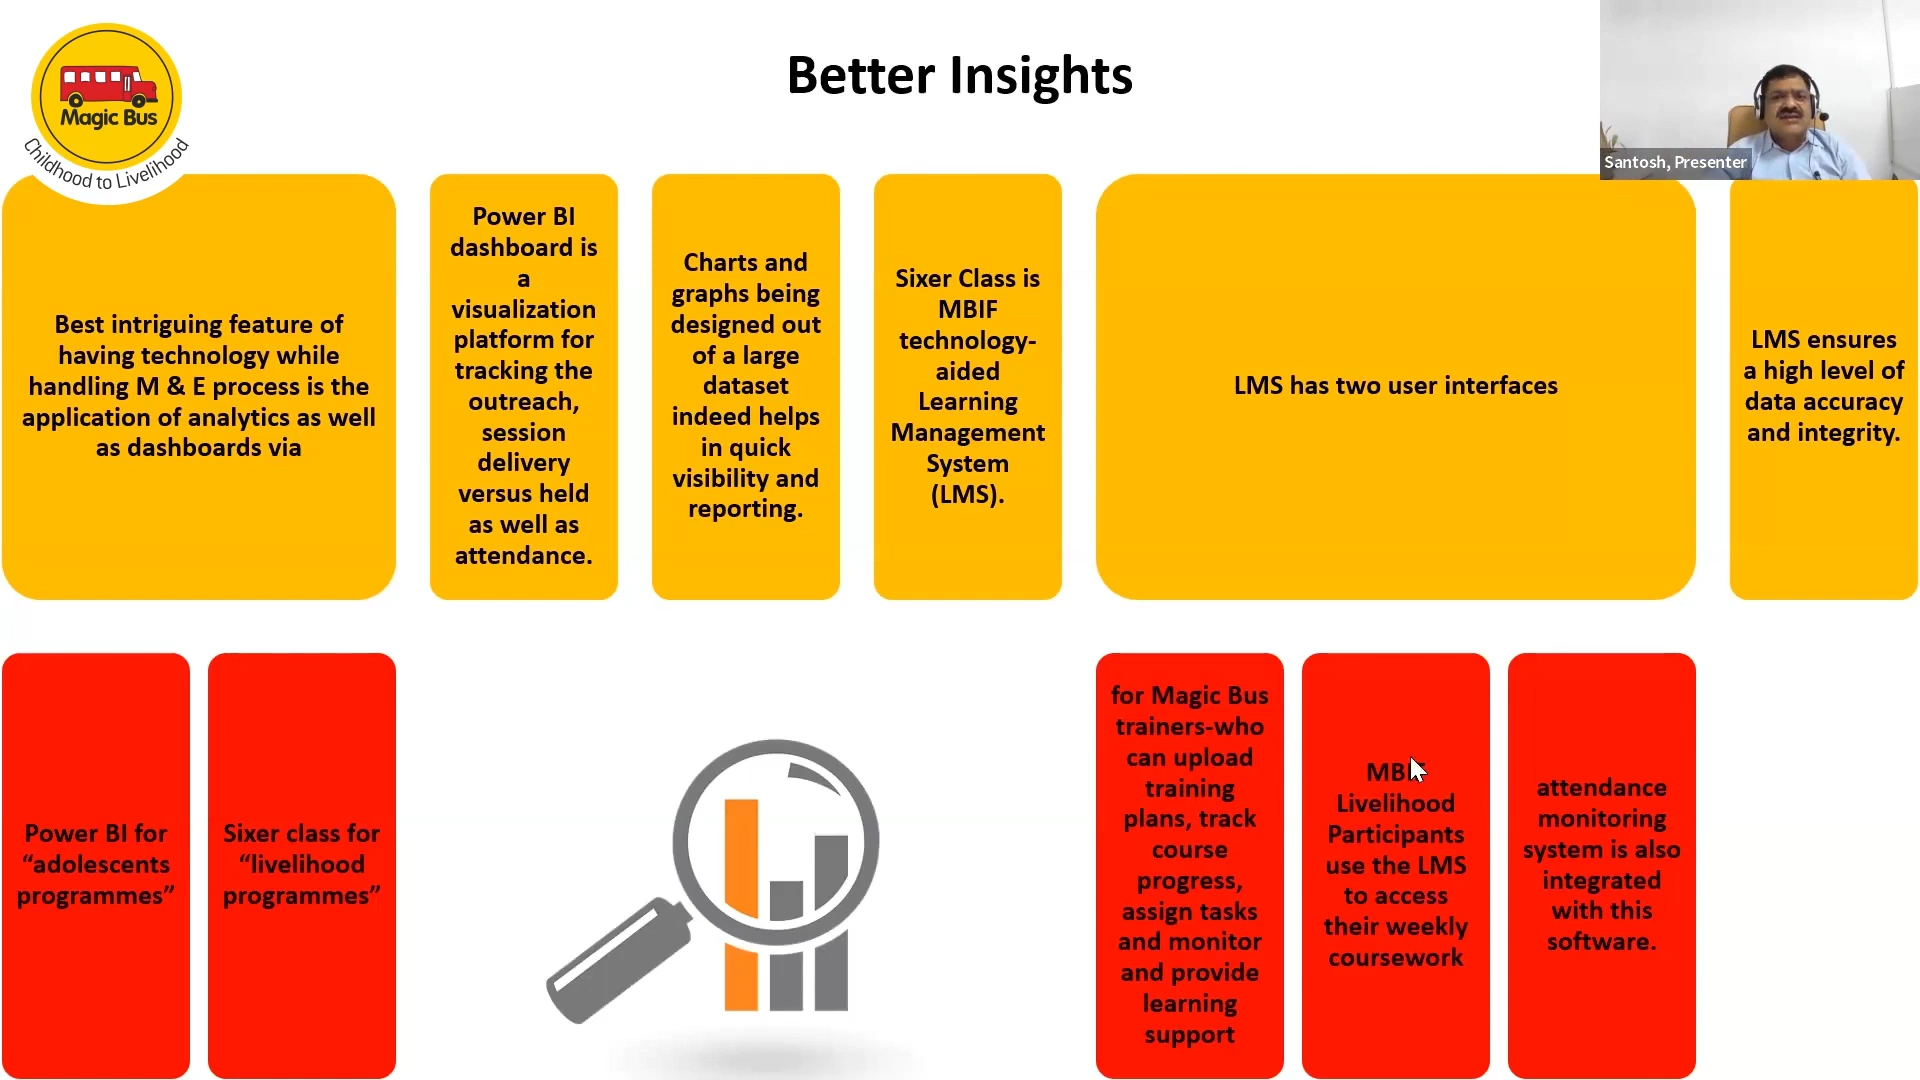 Better Insights
Magic Bus
Childhood to Livelihood
Santosh, Presenter
Best intriguing feature of
having technology while
handling M & E process is the
application of analytics as well
as dashboards via
Power BI
dashboard is
a
visualization
platform for
tracking the
outreach,
session
delivery
versus held
as well as
attendance.
Charts and
graphs being
designed out
of a large
dataset
indeed helps
in quick
visibility and
reporting.
Sixer Class is
MBIF
technology-
aided
Learning
Management
System
(LMS).
LMS has two user interfaces
LMS ensures
a high level of
data accuracy
and integrity.
Power BI for
“adolescents
programmes”
Sixer class for
“livelihood
programmes”
for Magic Bus
trainers-who
can upload
training
plans, track
course
progress,
assign tasks
and monitor
and provide
learning
support
MBIF
Livelihood
Participants
use the LMS
to access
their weekly
coursework
attendance
monitoring
system is also
integrated
with this
software.